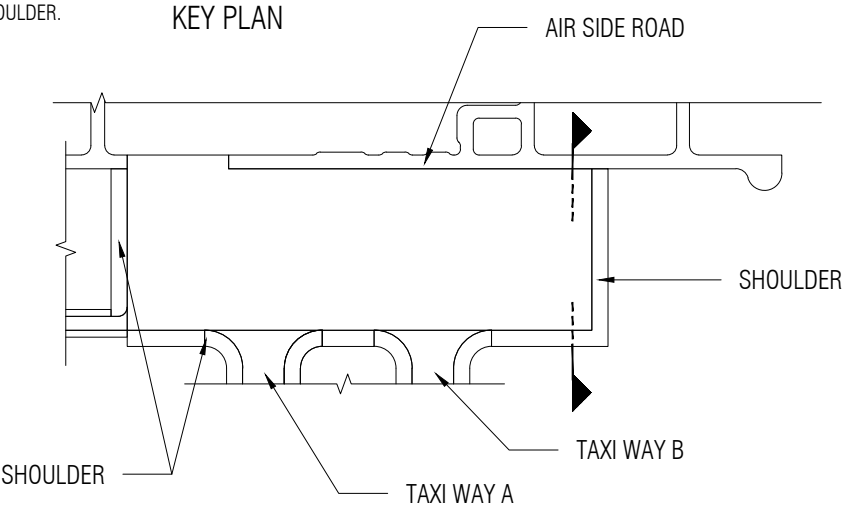 OULDER.
KEY PLAN
AIR SIDE ROAD
SHOULDER
TAXI WAY B
SHOULDER
TAXI WAY A